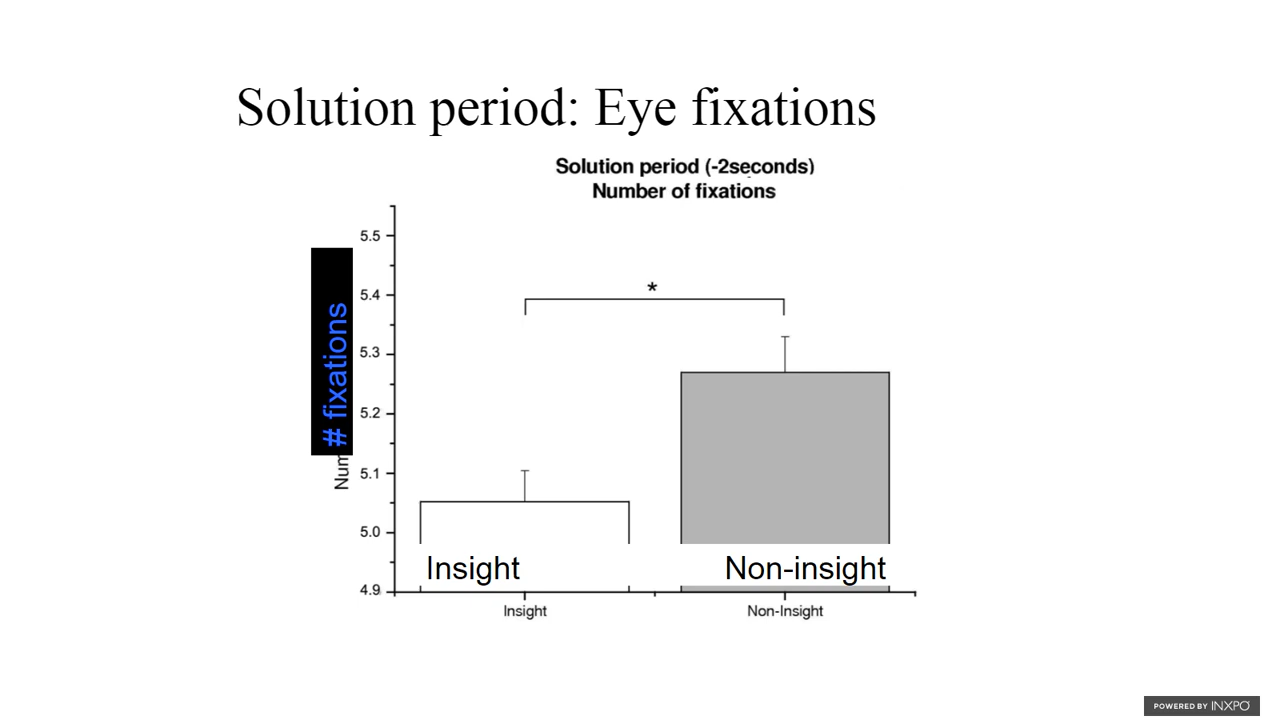 Solution period: Eye fixations
Solution period (-2seconds)
Number of fixations
5.5
5.4
*
5.3
5.2
5.1
5.0
4.9
# fixations
Num
Insight
Non-insight
Insight
Non-Insight
POWERED BY INXPO